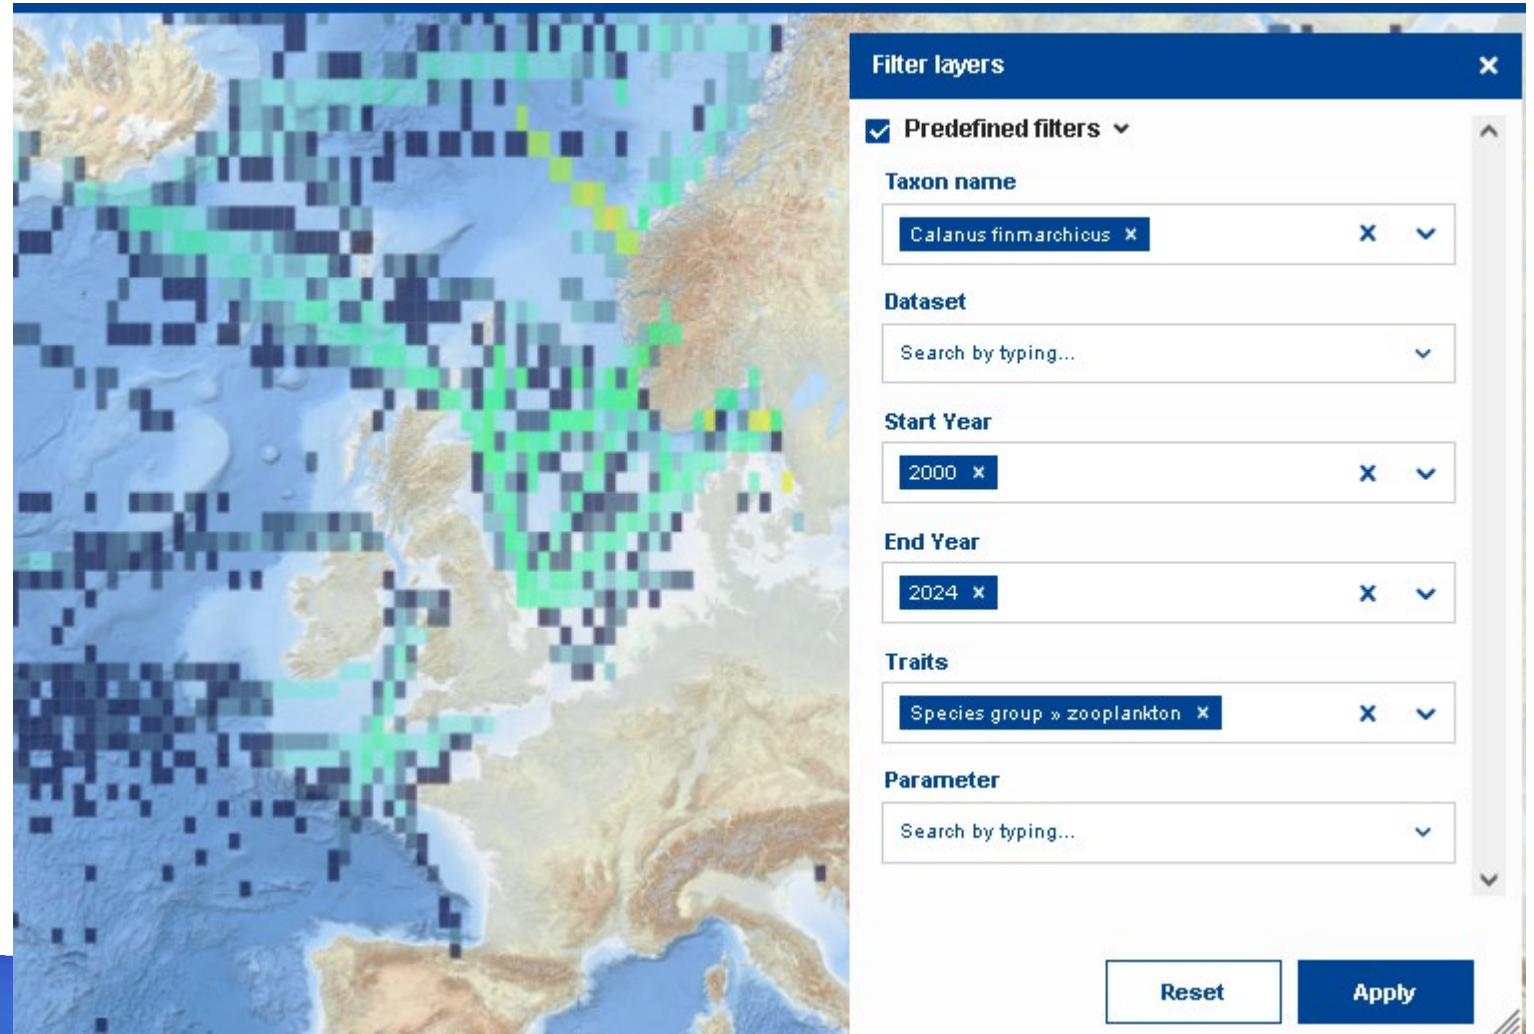 Filter layers
Predefined filters
Taxon name
Calanus finmarchicus
Dataset
Search by typing...
Start Year
2000
End Year
2024
Traits
Species group » zooplankton
Parameter
Search by typing...
Reset Apply